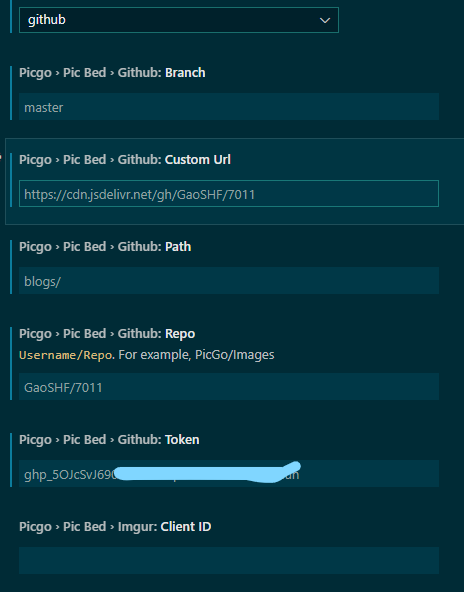 github
Picgo › Pic Bed › Github: Branch
master
Picgo › Pic Bed › Github: Custom Url
https://cdn.jsdelivr.net/gh/GaoSHF/7011
Picgo › Pic Bed › Github: Path
blogs/
Picgo › Pic Bed › Github: Repo
Username/Repo. For example, PicGo/Images
GaoSHF/7011
Picgo › Pic Bed › Github: Token
Picgo › Pic Bed › Imgur: Client ID